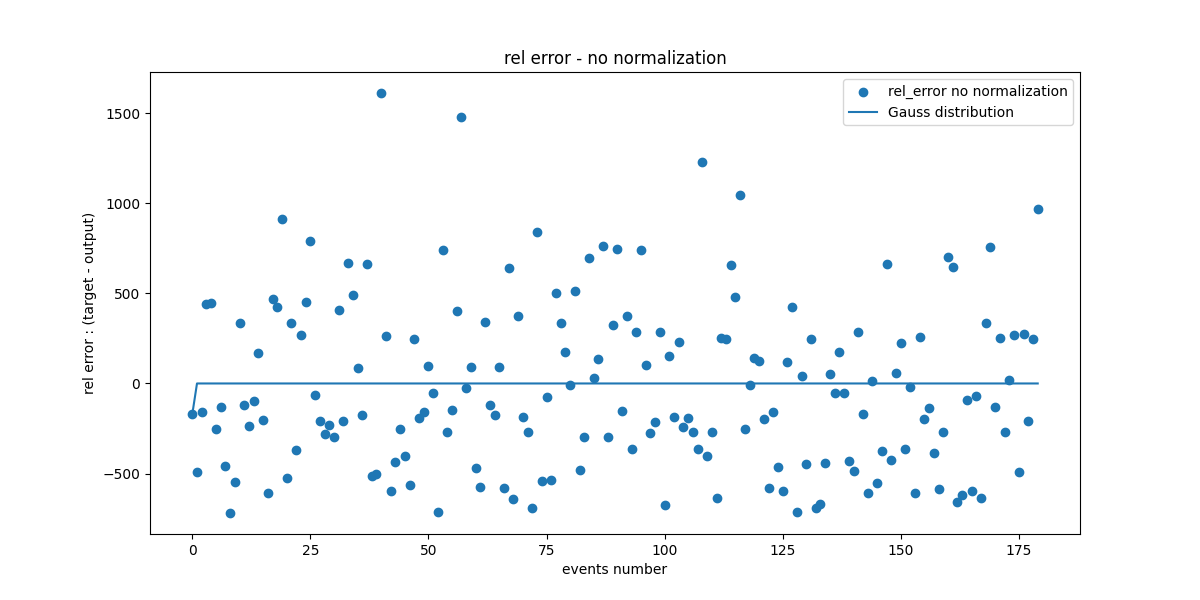 rel error - no normalization
rel_error no normalization
Gauss distribution
rel error : (target - output)
1500
1000
500
0
−500
0 25 50 75 100 125 150 175
events number